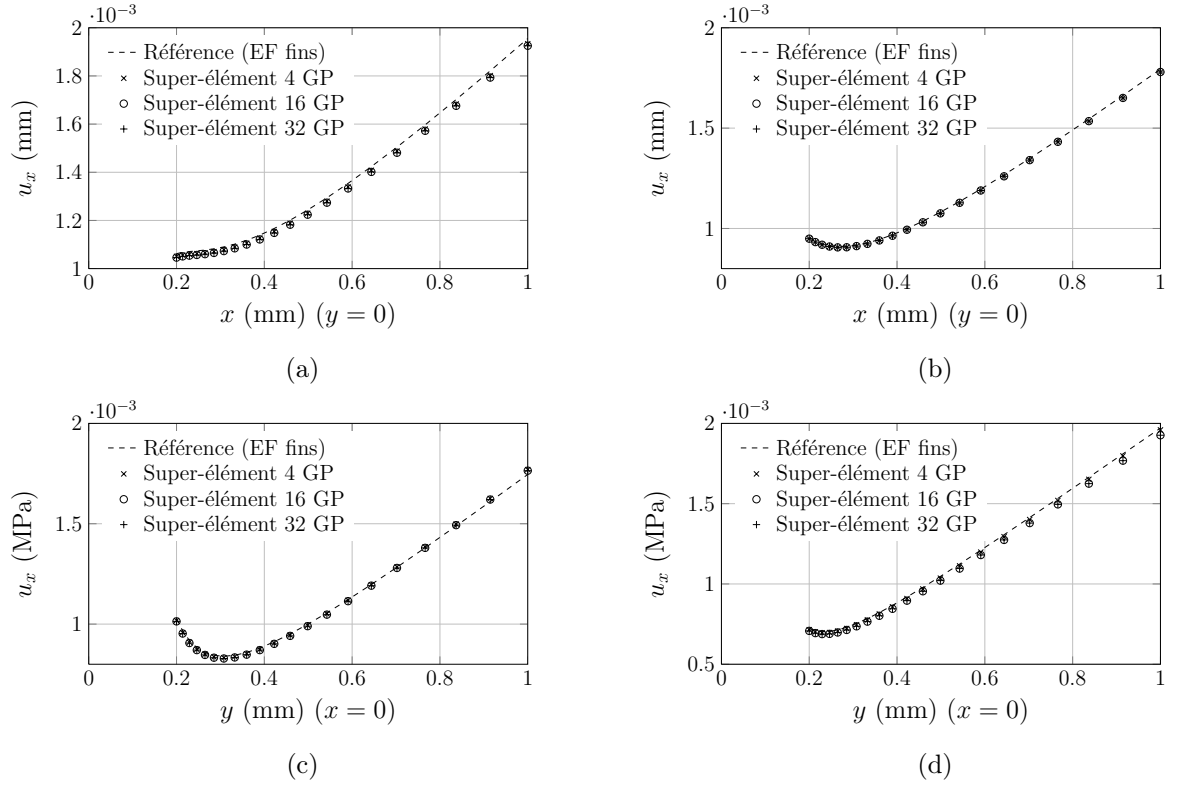 ·10⁻³
2
1.8
1.6
1.4
1.2
1
0
0.2
0.4
0.6
0.8
1
u_x (mm)
x (mm) (y = 0)
Référence (EF fins)
Super-élément 4 GP
Super-élément 16 GP
Super-élément 32 GP
(a)
·10⁻³
2
1.5
1
0
0.2
0.4
0.6
0.8
1
u_x (mm)
x (mm) (y = 0)
Référence (EF fins)
Super-élément 4 GP
Super-élément 16 GP
Super-élément 32 GP
(b)
·10⁻³
2
1.5
1
0
0.2
0.4
0.6
0.8
1
u_x (MPa)
y (mm) (x = 0)
Référence (EF fins)
Super-élément 4 GP
Super-élément 16 GP
Super-élément 32 GP
(c)
·10⁻³
2
1.5
1
0.5
0
0.2
0.4
0.6
0.8
1
u_x (MPa)
y (mm) (x = 0)
Référence (EF fins)
Super-élément 4 GP
Super-élément 16 GP
Super-élément 32 GP
(d)